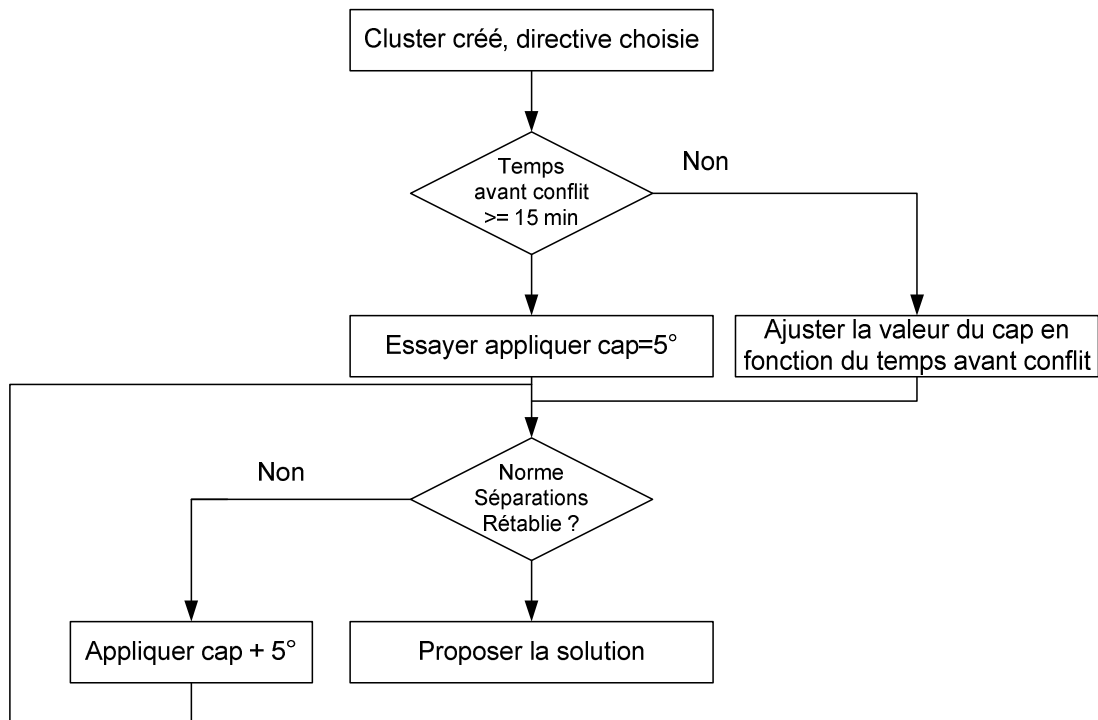 Cluster créé, directive choisie
Temps
avant conflit
>= 15 min
Non
Essayer appliquer cap=5°
Ajuster la valeur du cap en
fonction du temps avant conflit
Non
Norme
Séparations
Rétablie ?
Appliquer cap + 5°
Proposer la solution